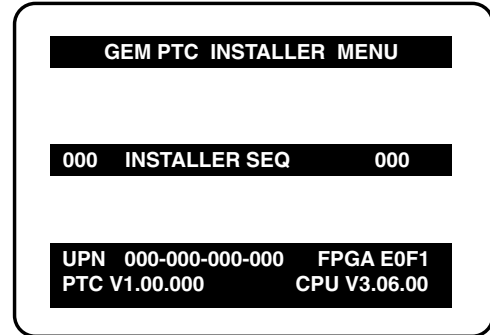 GEM PTC INSTALLER MENU
000 INSTALLER SEQ 000
UPN 000-000-000-000 FPGA E0F1
PTC V1.00.000 CPU V3.06.00